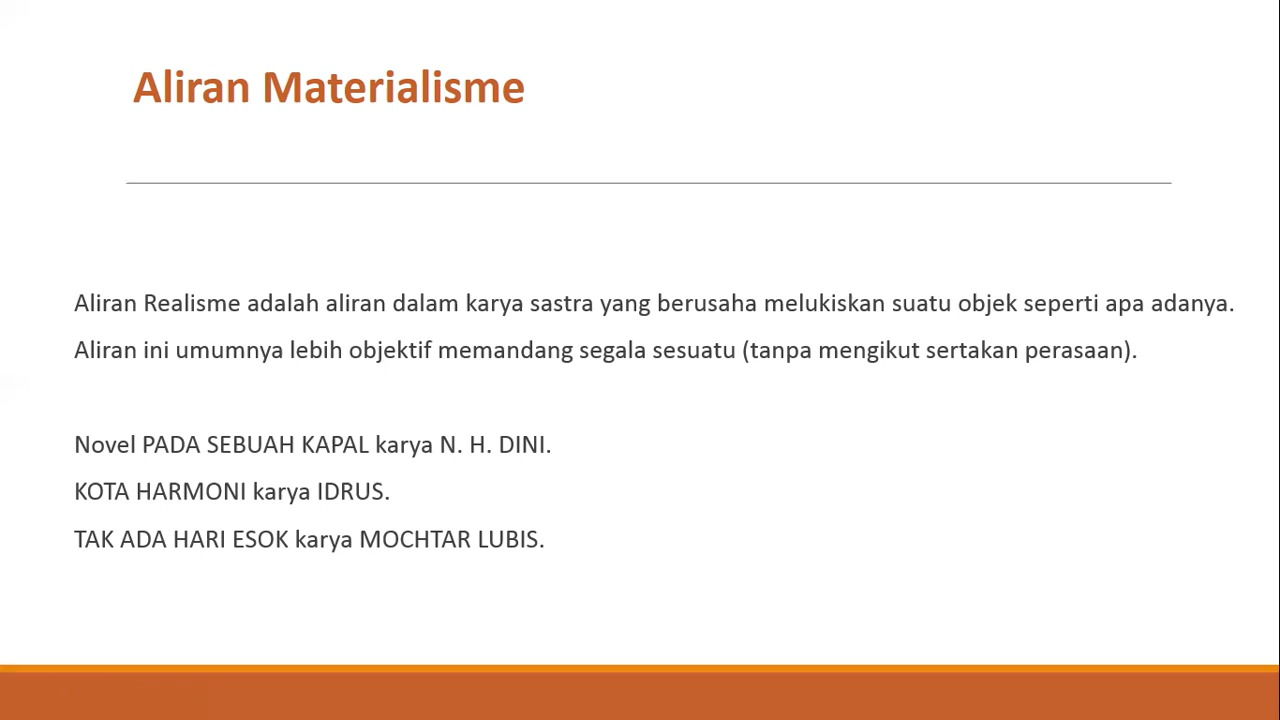 Aliran Materialisme
Aliran Realisme adalah aliran dalam karya sastra yang berusaha melukiskan suatu objek seperti apa adanya.
Aliran ini umumnya lebih objektif memandang segala sesuatu (tanpa mengikut sertakan perasaan).
Novel PADA SEBUAH KAPAL karya N. H. DINI.
KOTA HARMONI karya IDRUS.
TAK ADA HARI ESOK karya MOCHTAR LUBIS.